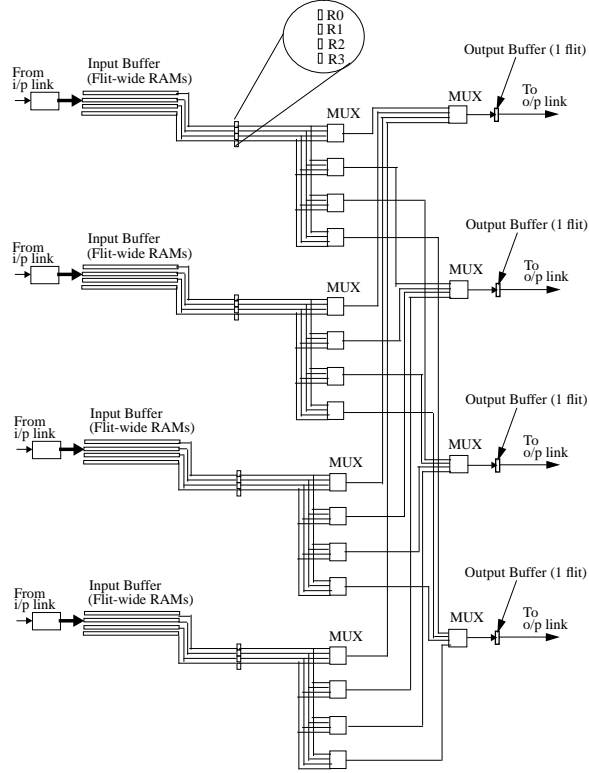 R0
R1
R2
R3
From
i/p link
Input Buffer
(Flit-wide RAMs)
MUX
MUX
Output Buffer (1 flit)
To
o/p link
From
i/p link
Input Buffer
(Flit-wide RAMs)
MUX
MUX
Output Buffer (1 flit)
To
o/p link
From
i/p link
Input Buffer
(Flit-wide RAMs)
MUX
MUX
Output Buffer (1 flit)
To
o/p link
From
i/p link
Input Buffer
(Flit-wide RAMs)
MUX
MUX
Output Buffer (1 flit)
To
o/p link